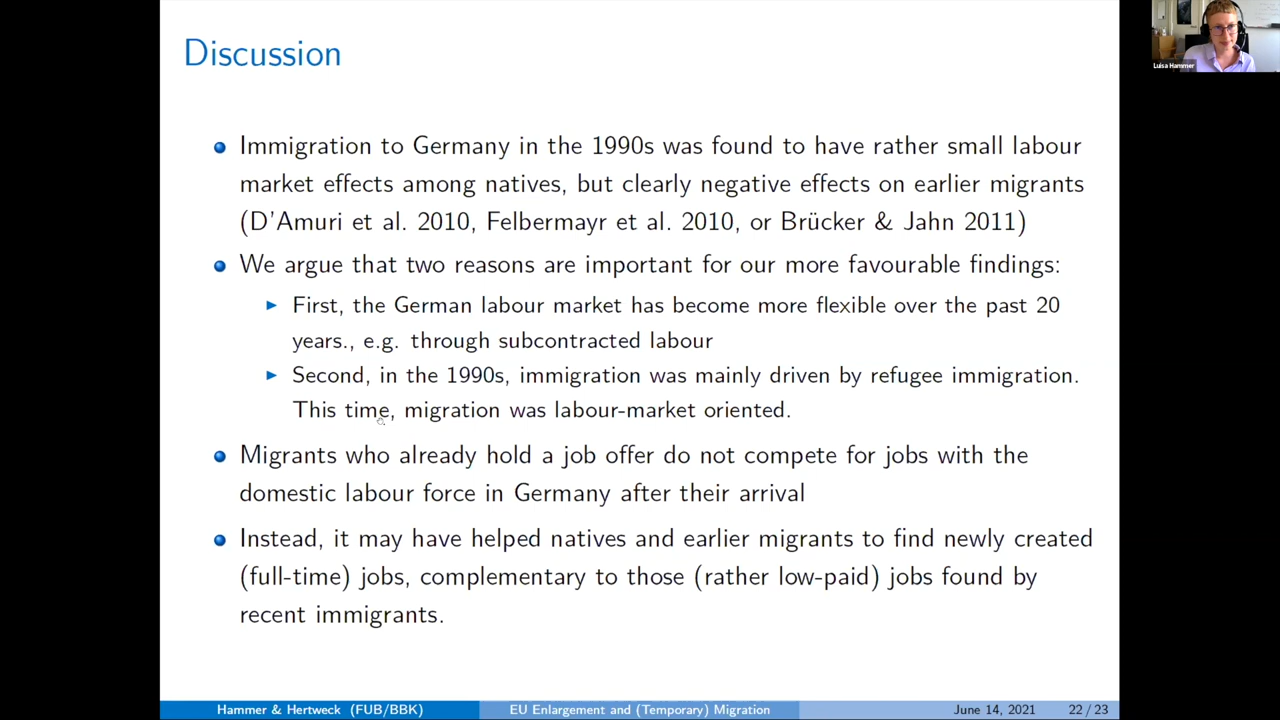 Discussion
Immigration to Germany in the 1990s was found to have rather small labour
market effects among natives, but clearly negative effects on earlier migrants
(D'Amuri et al. 2010, Felbermayr et al. 2010, or Brücker & Jahn 2011)
We argue that two reasons are important for our more favourable findings:
First, the German labour market has become more flexible over the past 20
years., e.g. through subcontracted labour
Second, in the 1990s, immigration was mainly driven by refugee immigration.
This time, migration was labour-market oriented.
Migrants who already hold a job offer do not compete for jobs with the
domestic labour force in Germany after their arrival
Instead, it may have helped natives and earlier migrants to find newly created
(full-time) jobs, complementary to those (rather low-paid) jobs found by
recent immigrants.
Luisa Hammer
Hammer & Hertweck (FUB/BBK) EU Enlargement and (Temporary) Migration June 14, 2021 22 / 23